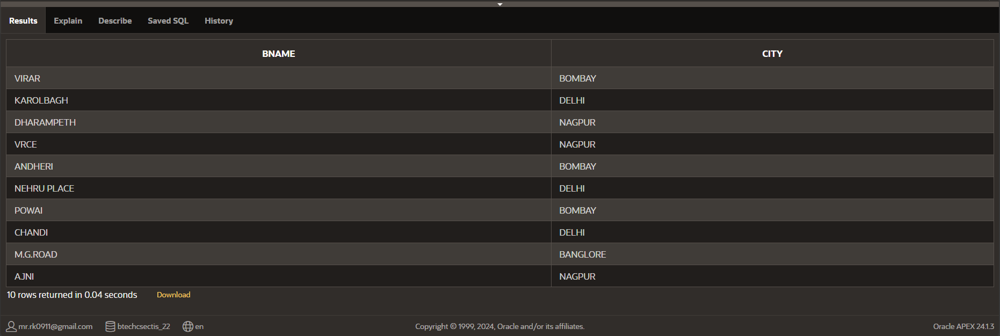 Results Explain Describe Saved SQL History
BNAME CITY
VIRAR BOMBAY
KAROLBAGH DELHI
DHARAMPETH NAGPUR
VRCE NAGPUR
ANDHERI BOMBAY
NEHRU PLACE DELHI
POWAI BOMBAY
CHANDI DELHI
M.G.ROAD BANGLORE
AJNI NAGPUR
10 rows returned in 0.04 seconds Download
mr.rk0911@gmail.com btechcsectis_22 en Copyright © 1999, 2024, Oracle and/or its affiliates. Oracle APEX 24.1.3